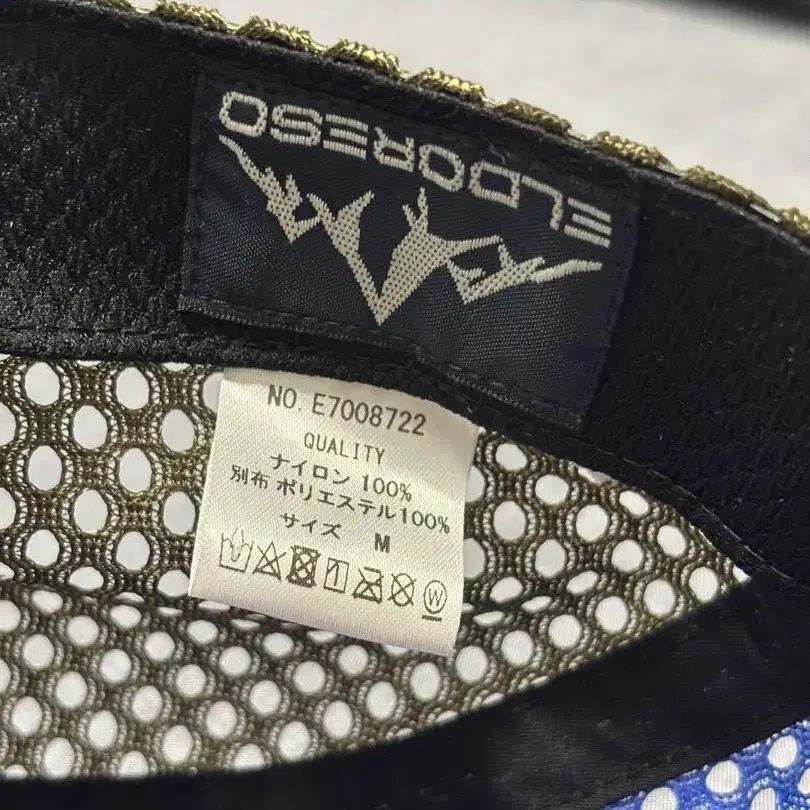 ELDORESO
NO. E7008722
QUALITY
ナイロン 100%
別布 ポリエステル100%
サイズ M
W